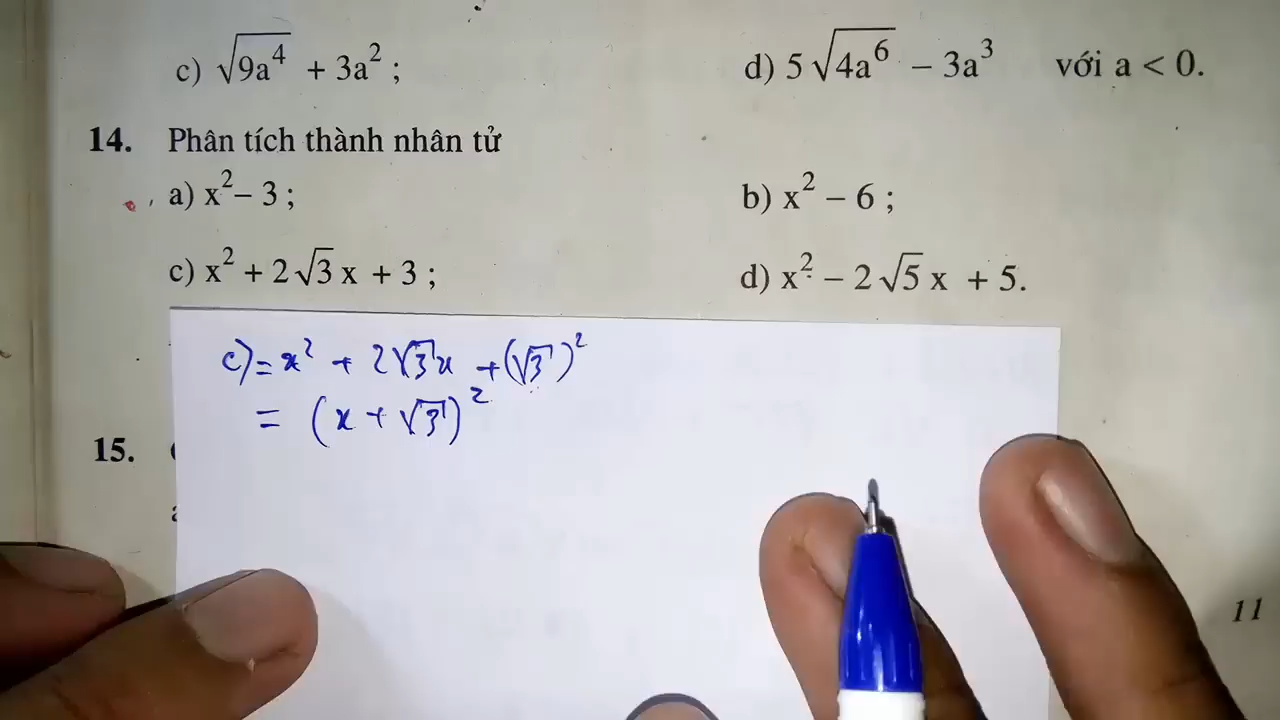 c) √9a⁴ + 3a² ;
d) 5√4a⁶ – 3a³ với a < 0.
14. Phân tích thành nhân tử
a) x² – 3 ;
b) x² – 6 ;
c) x² + 2√3 x + 3 ;
d) x² – 2√5 x + 5.
c) = x² + 2√3 x + (√3)²
= (x + √3)²
15.
11